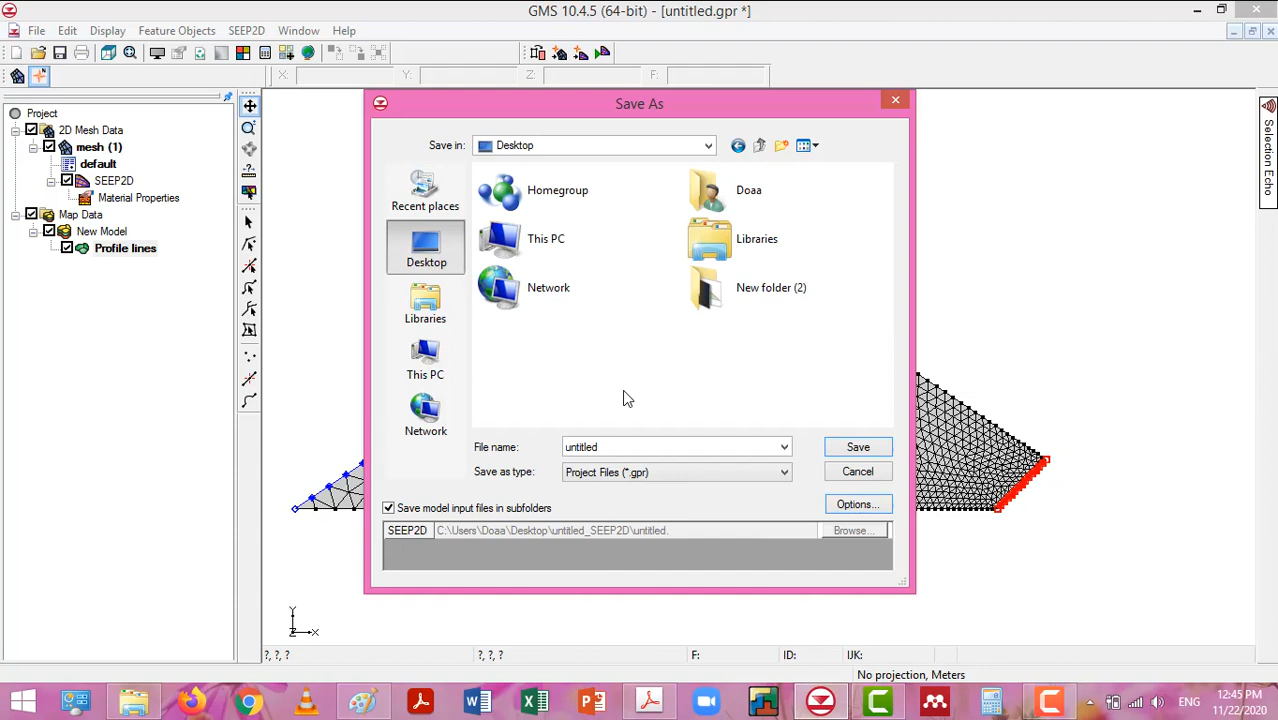 GMS 10.4.5 (64-bit) - [untitled.gpr *]
File Edit Display Feature Objects SEEP2D Window Help
X: Y: Z: F:
Project
2D Mesh Data
mesh (1)
default
SEEP2D
Material Properties
Map Data
New Model
Profile lines
Save As
Save in: Desktop
Recent places
Desktop
Libraries
This PC
Network
Homegroup
Doaa
This PC
Libraries
Network
New folder (2)
File name: untitled Save
Save as type: Project Files (*.gpr) Cancel
Save model input files in subfolders Options...
SEEP2D C:\Users\Doaa\Desktop\untitled_SEEP2D\untitled. Browse...
Selection Echo
Y
Z X
?, ?, ? ?, ?, ? F: ID: IJK:
No projection, Meters
ENG
12:45 PM
11/22/2020